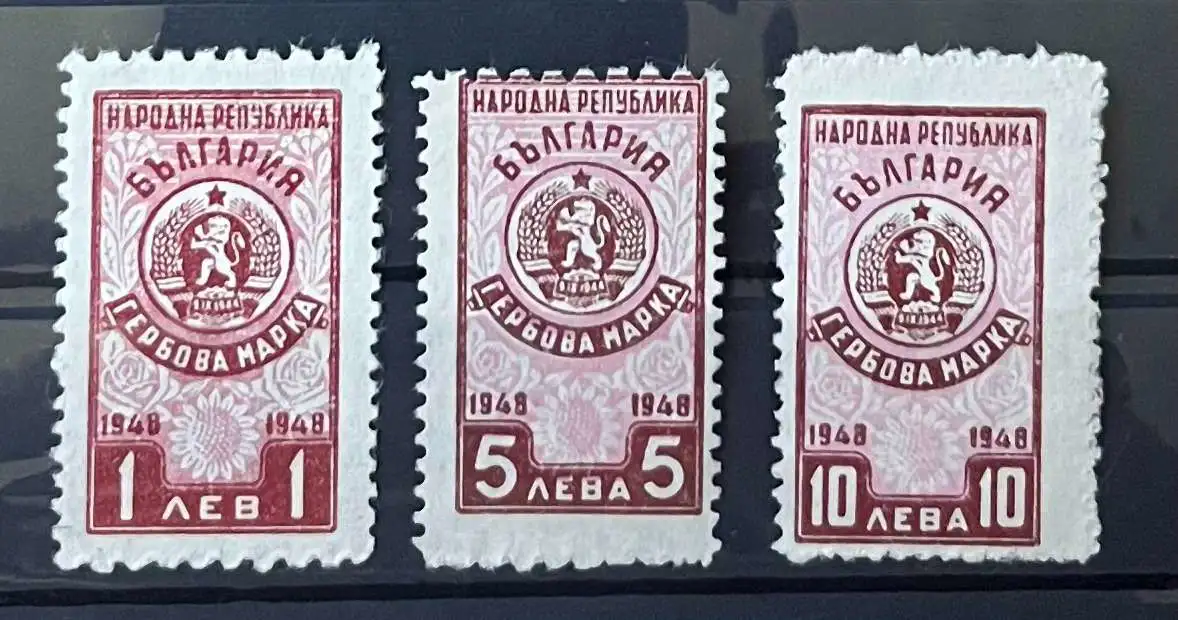 НАРОДНА РЕПУБЛИКА
БЪЛГАРИЯ
ГЕРБОВА МАРКА
1948 1948
1 ЛЕВ 1
НАРОДНА РЕПУБЛИКА
БЪЛГАРИЯ
ГЕРБОВА МАРКА
1948 1948
5 ЛЕВА 5
НАРОДНА РЕПУБЛИКА
БЪЛГАРИЯ
ГЕРБОВА МАРКА
1948 1948
10 ЛЕВА 10